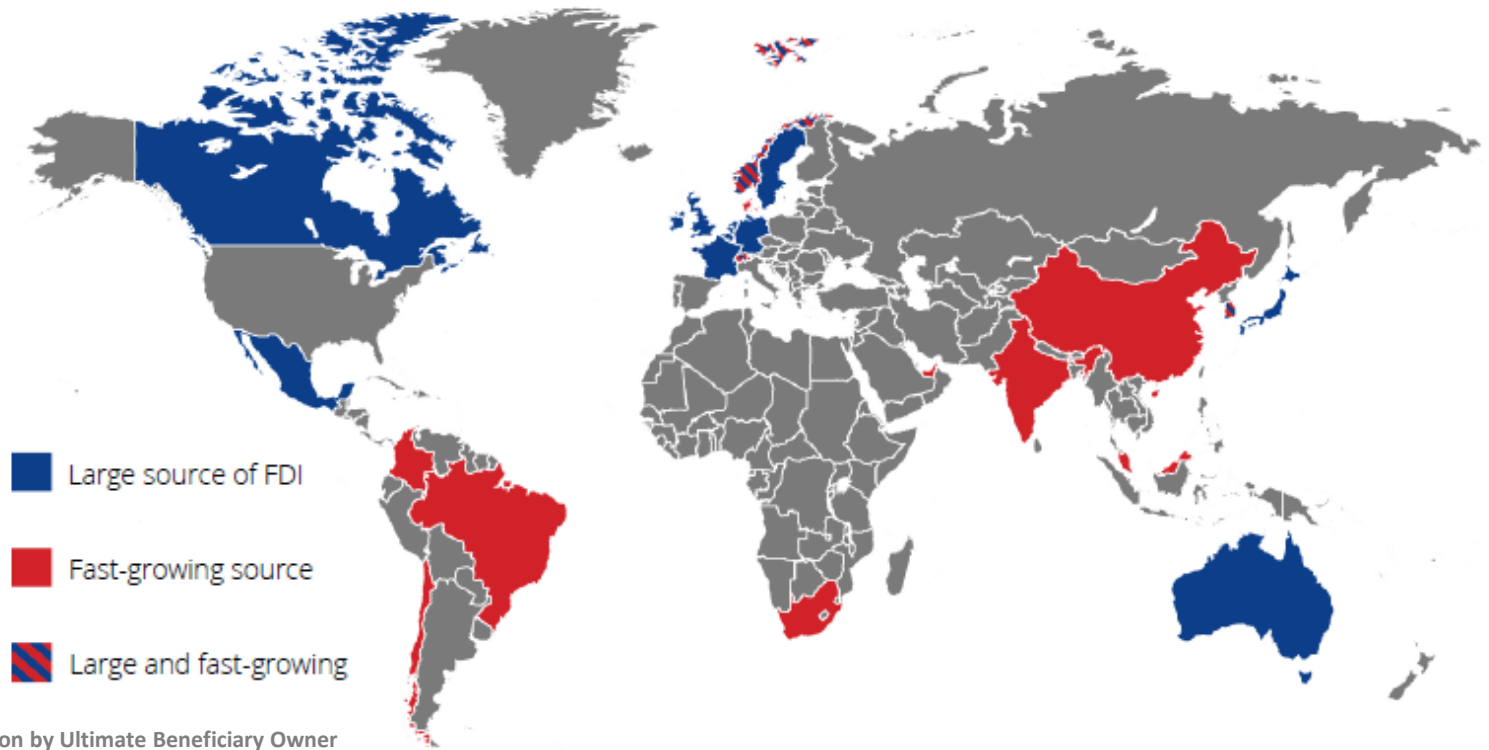 Large source of FDI
Fast-growing source
Large and fast-growing
on by Ultimate Beneficiary Owner